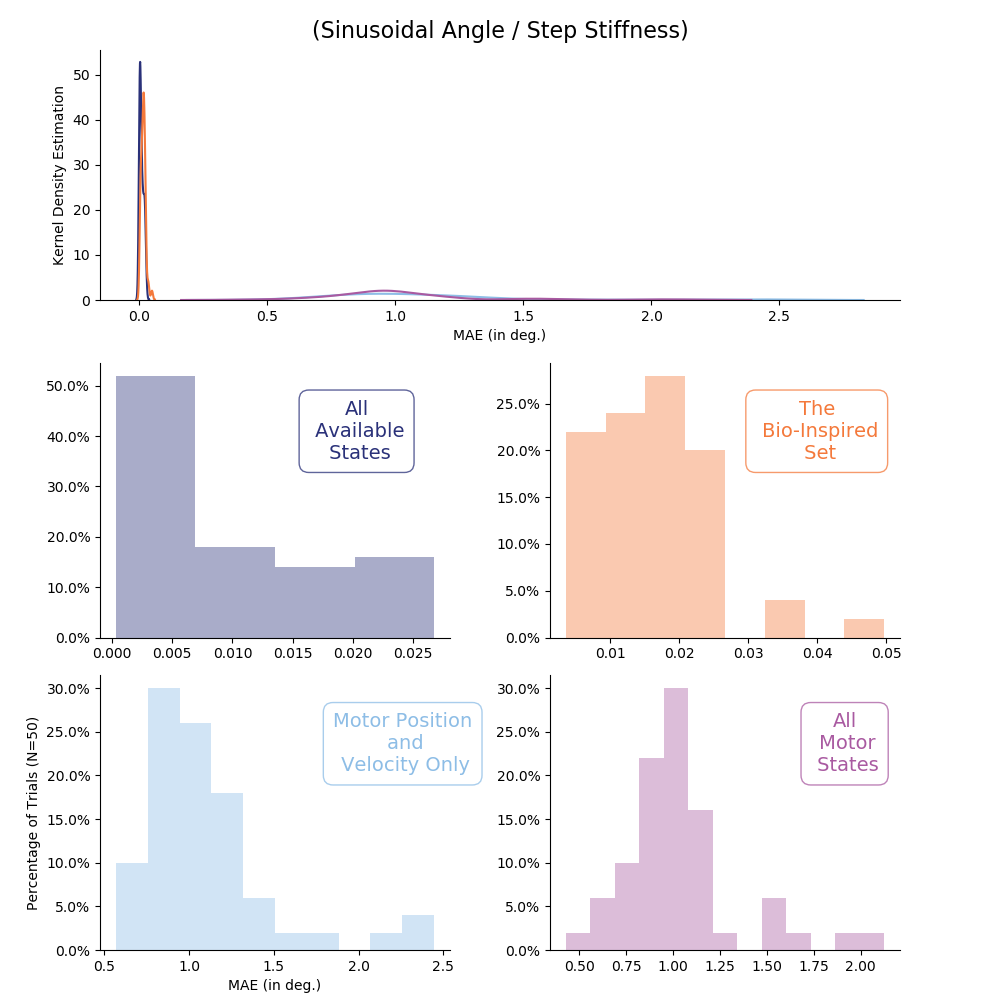 (Sinusoidal Angle / Step Stiffness)
Kernel Density Estimation
50
40
30
20
10
0
0.0 0.5 1.0 1.5 2.0 2.5
MAE (in deg.)
50.0%
40.0%
30.0%
20.0%
10.0%
0.0%
0.000 0.005 0.010 0.015 0.020 0.025
All
Available
States
25.0%
20.0%
15.0%
10.0%
5.0%
0.0%
0.01 0.02 0.03 0.04 0.05
The
Bio-Inspired
Set
Percentage of Trials (N=50)
30.0%
25.0%
20.0%
15.0%
10.0%
5.0%
0.0%
0.5 1.0 1.5 2.0 2.5
MAE (in deg.)
Motor Position
and
Velocity Only
30.0%
25.0%
20.0%
15.0%
10.0%
5.0%
0.0%
0.50 0.75 1.00 1.25 1.50 1.75 2.00
All
Motor
States